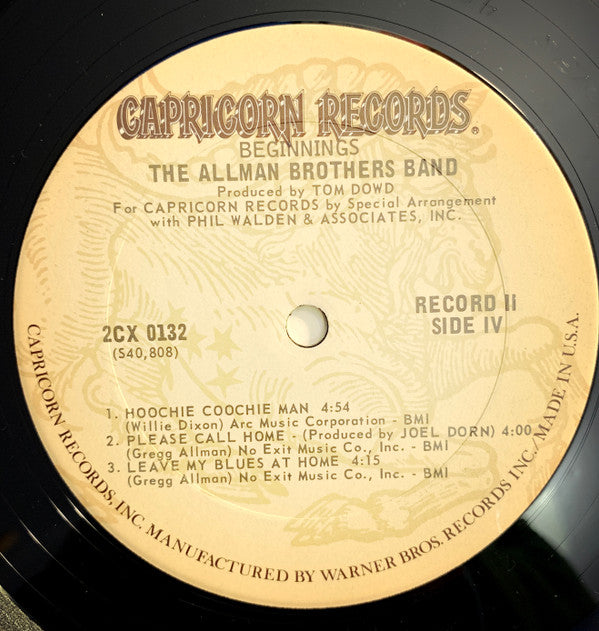 CAPRICORN RECORDS®
BEGINNINGS
THE ALLMAN BROTHERS BAND
Produced by TOM DOWD
For CAPRICORN RECORDS by Special Arrangement
with PHIL WALDEN & ASSOCIATES, INC.
2CX 0132
(S40,808)
RECORD II
SIDE IV
1. HOOCHIE COOCHIE MAN 4:54
(Willie Dixon) Arc Music Corporation - BMI
2. PLEASE CALL HOME - (Produced by JOEL DORN) 4:00
(Gregg Allman) No Exit Music Co., Inc. - BMI
3. LEAVE MY BLUES AT HOME 4:15
(Gregg Allman) No Exit Music Co., Inc. - BMI
CAPRICORN RECORDS, INC. MANUFACTURED BY WARNER BROS. RECORDS INC. MADE IN U.S.A.